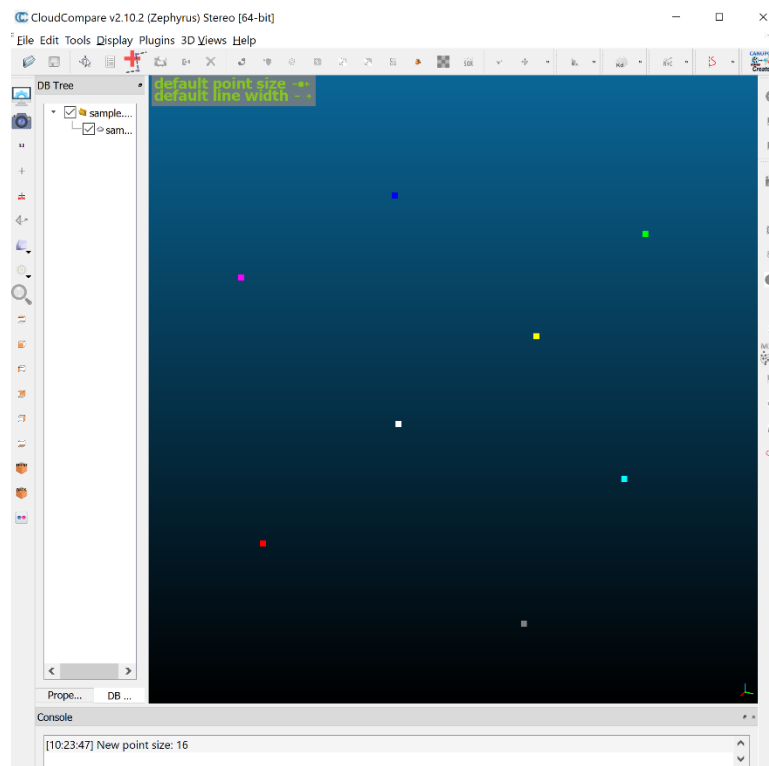 CloudCompare v2.10.2 (Zephyrus) Stereo [64-bit]
File Edit Tools Display Plugins 3D Views Help
DB Tree
default point size
default line width
sample....
sam...
Prope... DB ...
Console
[10:23:47] New point size: 16